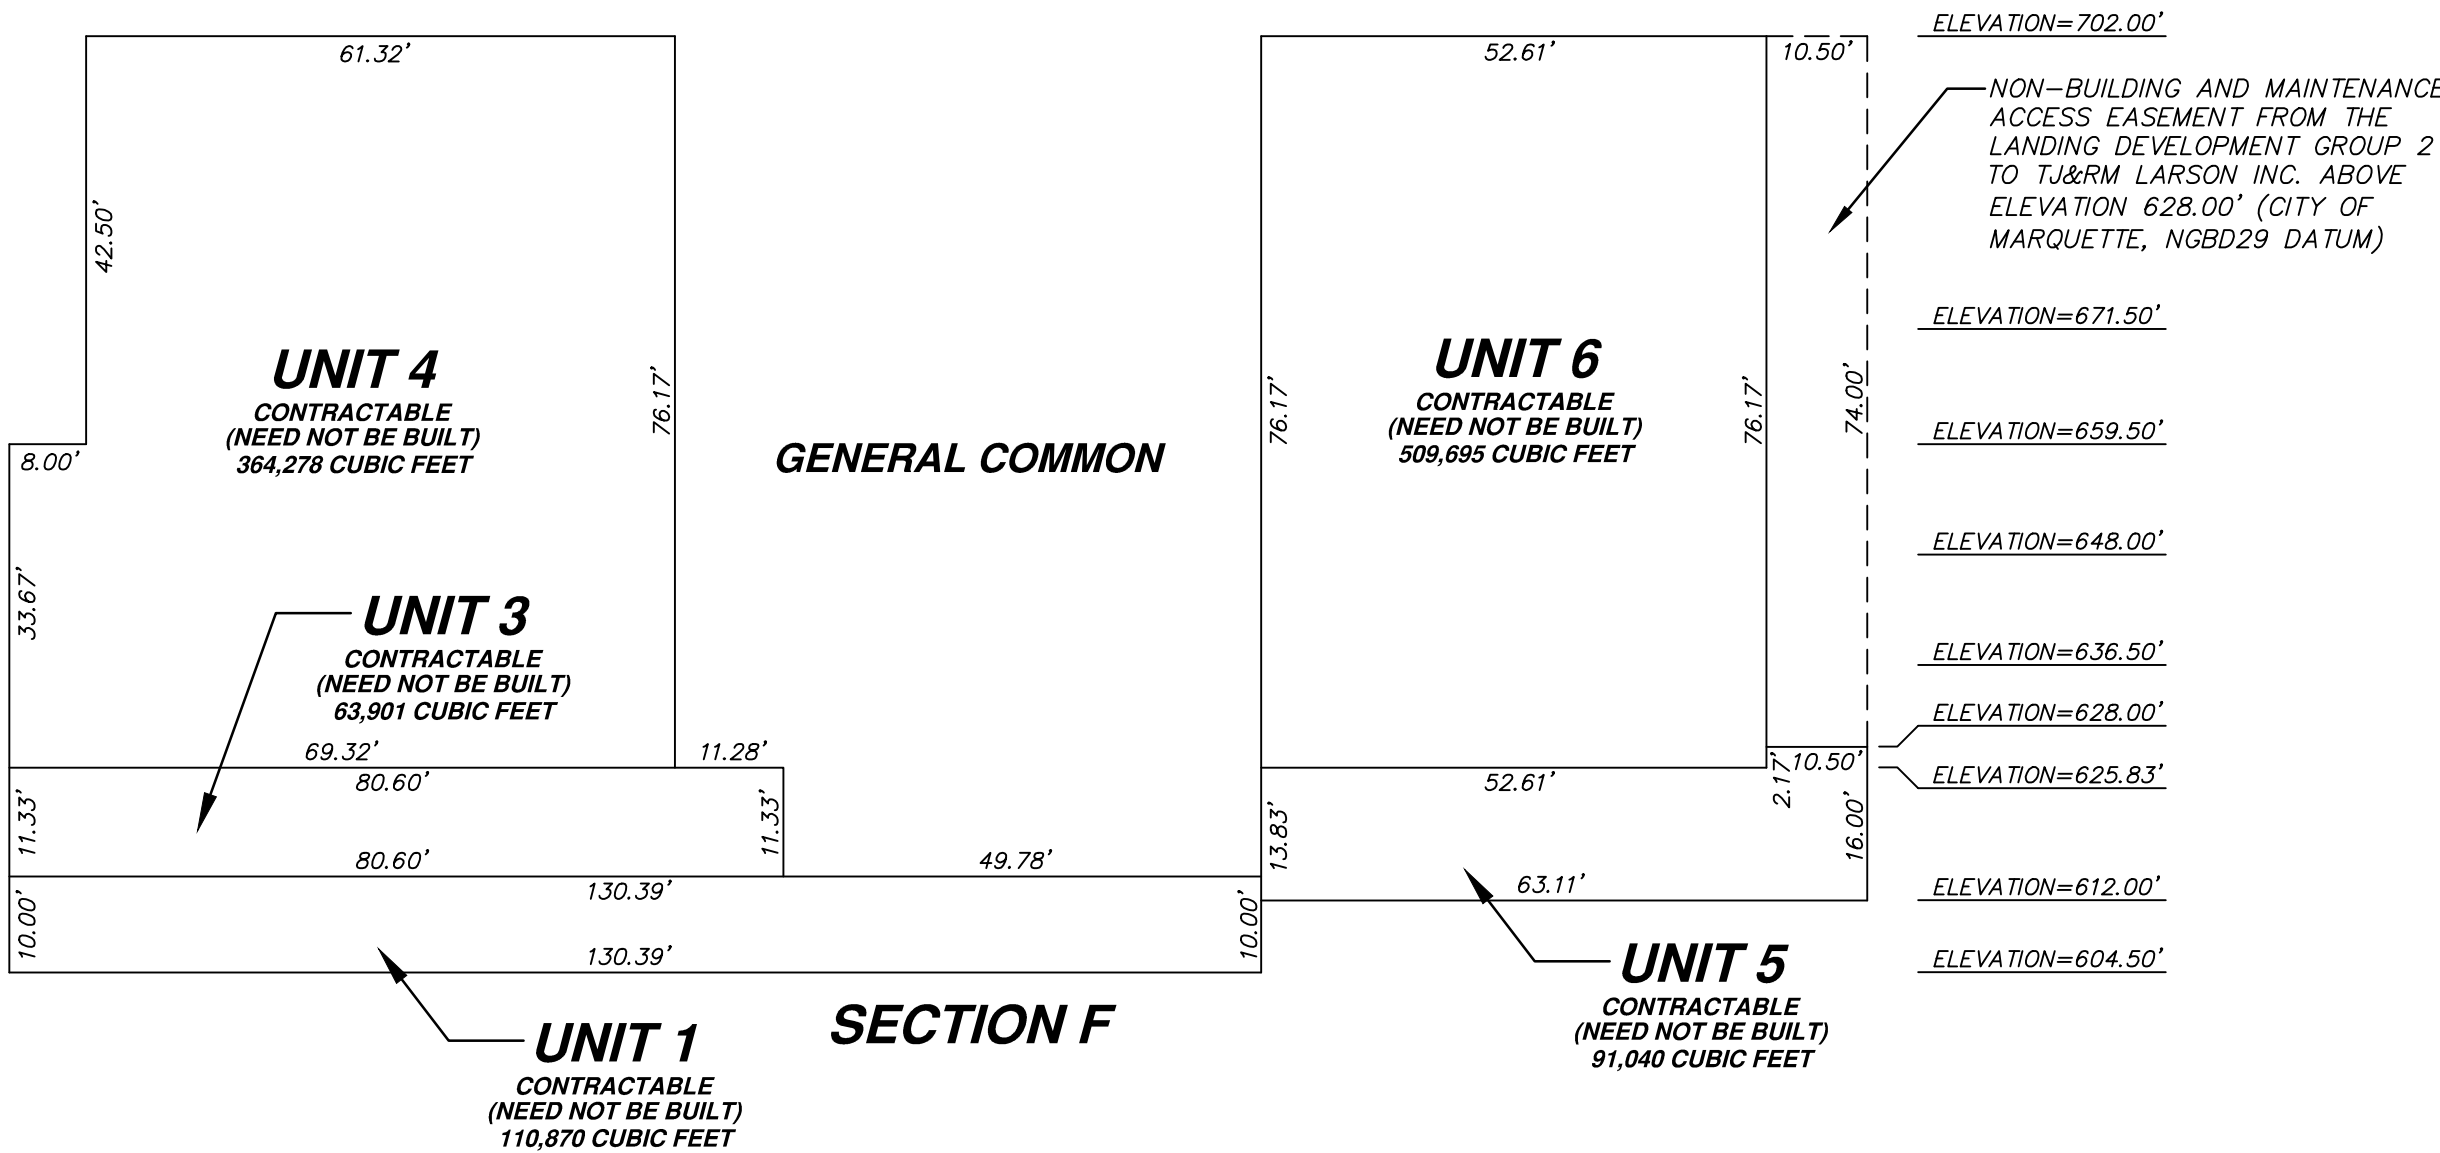 61.32’
42.50’
8.00’
33.67’
76.17’
UNIT 4
CONTRACTABLE
(NEED NOT BE BUILT)
364,278 CUBIC FEET
UNIT 3
CONTRACTABLE
(NEED NOT BE BUILT)
63,901 CUBIC FEET
69.32’
11.28’
80.60’
11.33’
11.33’
80.60’
49.78’
130.39’
10.00’
10.00’
130.39’
UNIT 1
CONTRACTABLE
(NEED NOT BE BUILT)
110,870 CUBIC FEET
GENERAL COMMON
SECTION F
52.61’
10.50’
76.17’
76.17’
74.00’
UNIT 6
CONTRACTABLE
(NEED NOT BE BUILT)
509,695 CUBIC FEET
52.61’
2.17’
10.50’
13.83’
16.00’
63.11’
UNIT 5
CONTRACTABLE
(NEED NOT BE BUILT)
91,040 CUBIC FEET
ELEVATION=702.00’
NON-BUILDING AND MAINTENANCE
ACCESS EASEMENT FROM THE
LANDING DEVELOPMENT GROUP 2
TO TJ&RM LARSON INC. ABOVE
ELEVATION 628.00’ (CITY OF
MARQUETTE, NGBD29 DATUM)
ELEVATION=671.50’
ELEVATION=659.50’
ELEVATION=648.00’
ELEVATION=636.50’
ELEVATION=628.00’
ELEVATION=625.83’
ELEVATION=612.00’
ELEVATION=604.50’